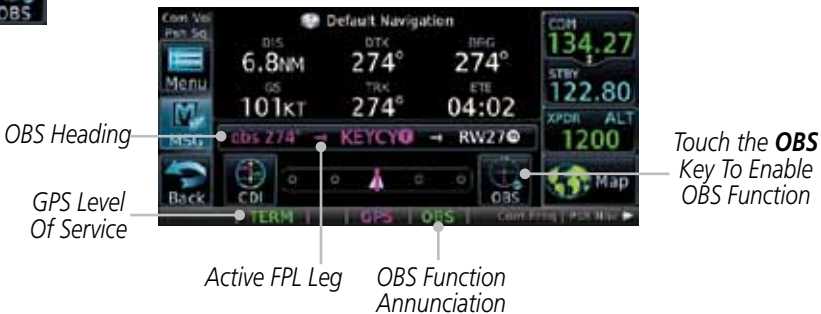 OBS
Com Vol
Psh Sq
Default Navigation
COM
134.27
DIS
DTK
BRG
6.8NM
274°
274°
STBY
122.80
Menu
GS
TRK
ETE
101KT
274°
04:02
XPDR ALT
1200
MSG
obs 274° → KEYCY → RW27
Back
CDI
OBS
Map
TERM
GPS
OBS
Com Freq | Psh Nav
OBS Heading
GPS Level
Of Service
Active FPL Leg
OBS Function
Annunciation
Touch the OBS
Key To Enable
OBS Function